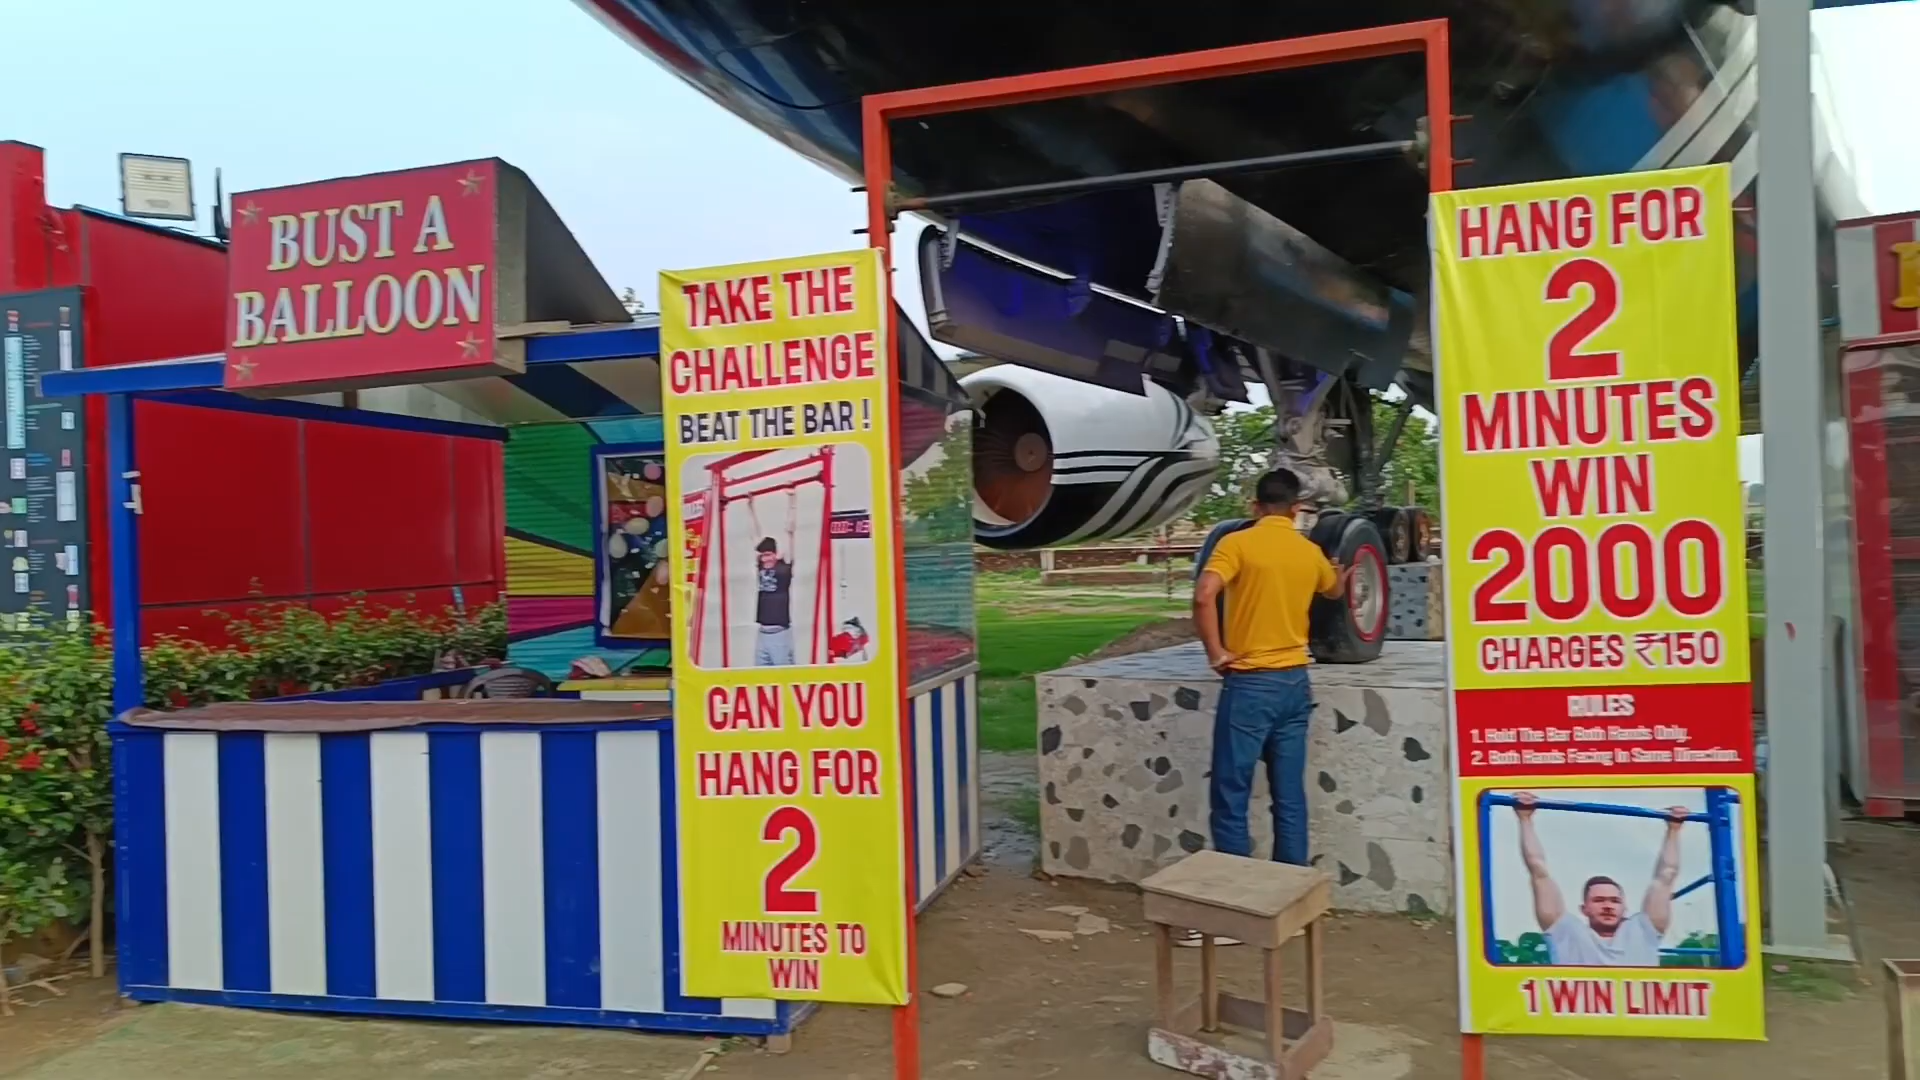 BUST A
BALLOON
TAKE THE
CHALLENGE
BEAT THE BAR !
CAN YOU
HANG FOR
2
MINUTES TO
WIN
HANG FOR
2
MINUTES
WIN
2000
CHARGES ₹150
RULES
1. Hold The Bar Both Hands Only.
2. Both Hands Facing In Same Direction.
1 WIN LIMIT